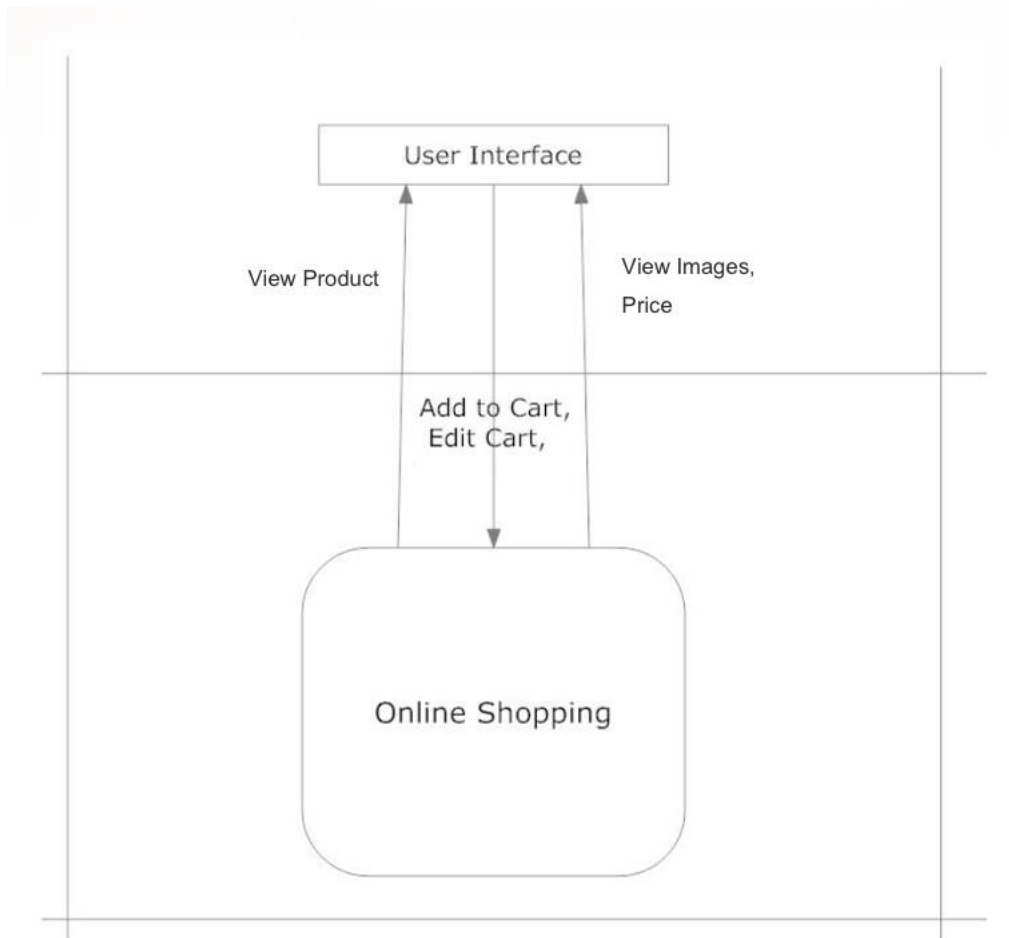 User Interface
View Product
View Images,
Price
Add to Cart,
Edit Cart,
Online Shopping